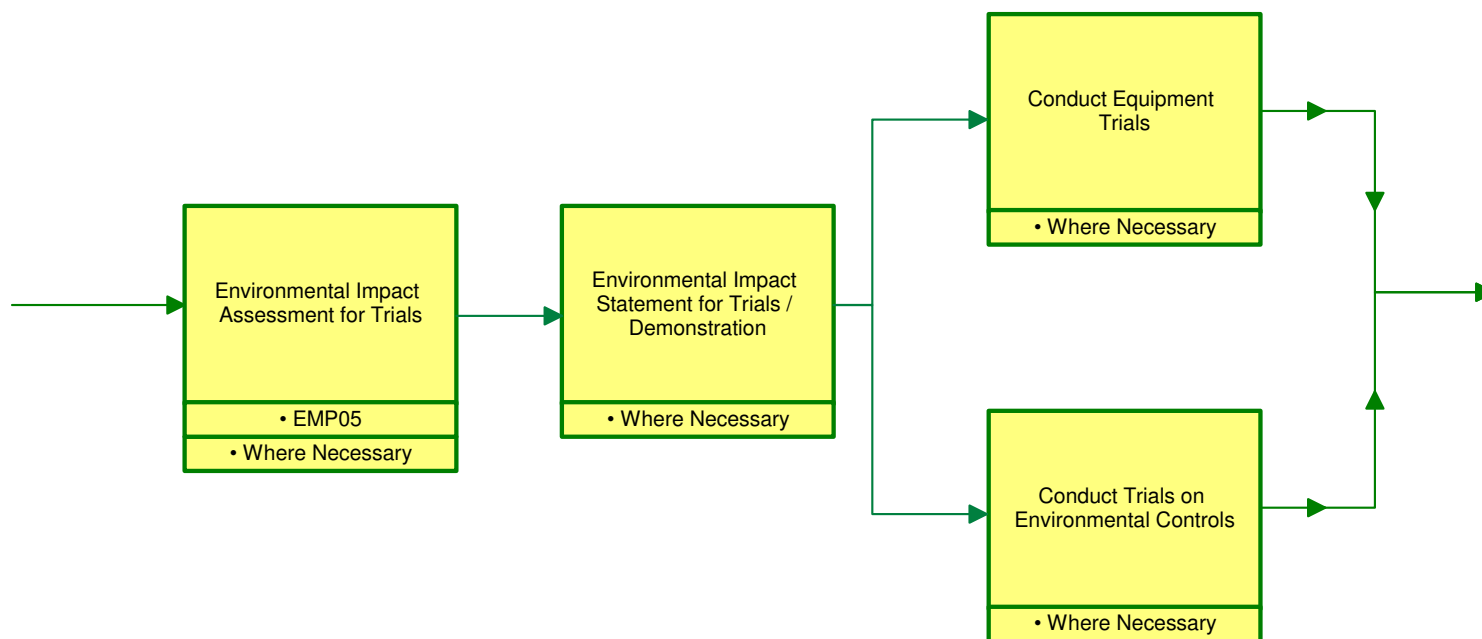 Environmental Impact
Assessment for Trials
• EMP05
• Where Necessary
Environmental Impact
Statement for Trials /
Demonstration
• Where Necessary
Conduct Equipment
Trials
• Where Necessary
Conduct Trials on
Environmental Controls
• Where Necessary